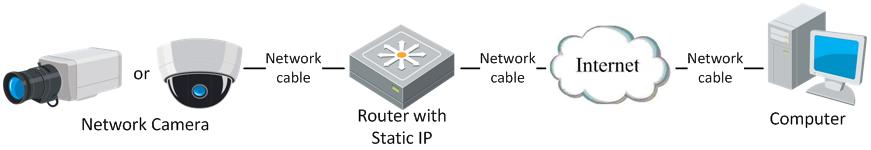 or
Network Camera
Network
cable
Router with
Static IP
Network
cable
Internet
Network
cable
Computer